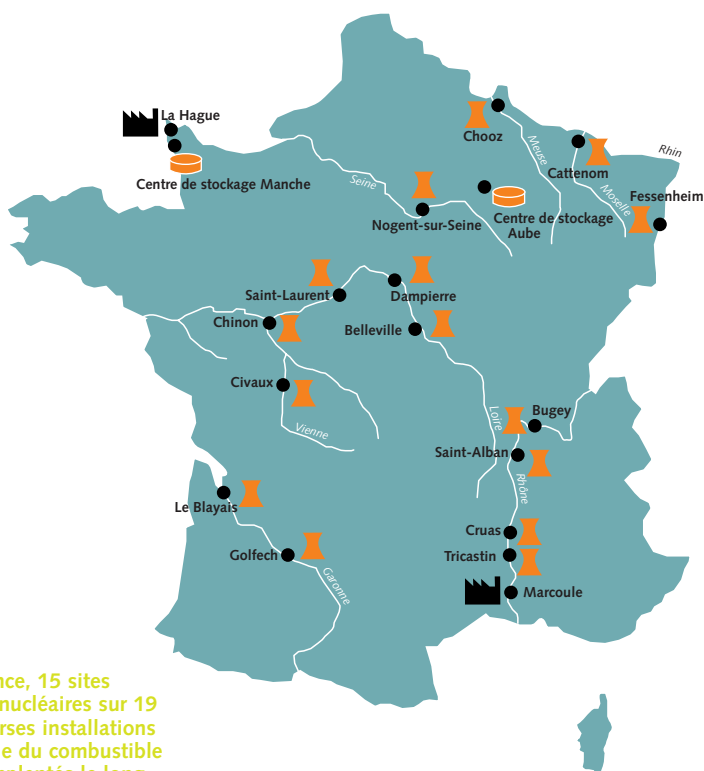 La Hague
Centre de stockage Manche
Chooz
Meuse
Cattenom
Rhin
Moselle
Fessenheim
Seine
Nogent-sur-Seine
Centre de stockage
Aube
Saint-Laurent
Dampierre
Chinon
Belleville
Civaux
Vienne
Loire
Bugey
Saint-Alban
Rhône
Le Blayais
Golfech
Garonne
Cruas
Tricastin
Marcoule
nce, 15 sites
nucléaires sur 19
rses installations
e du combustible